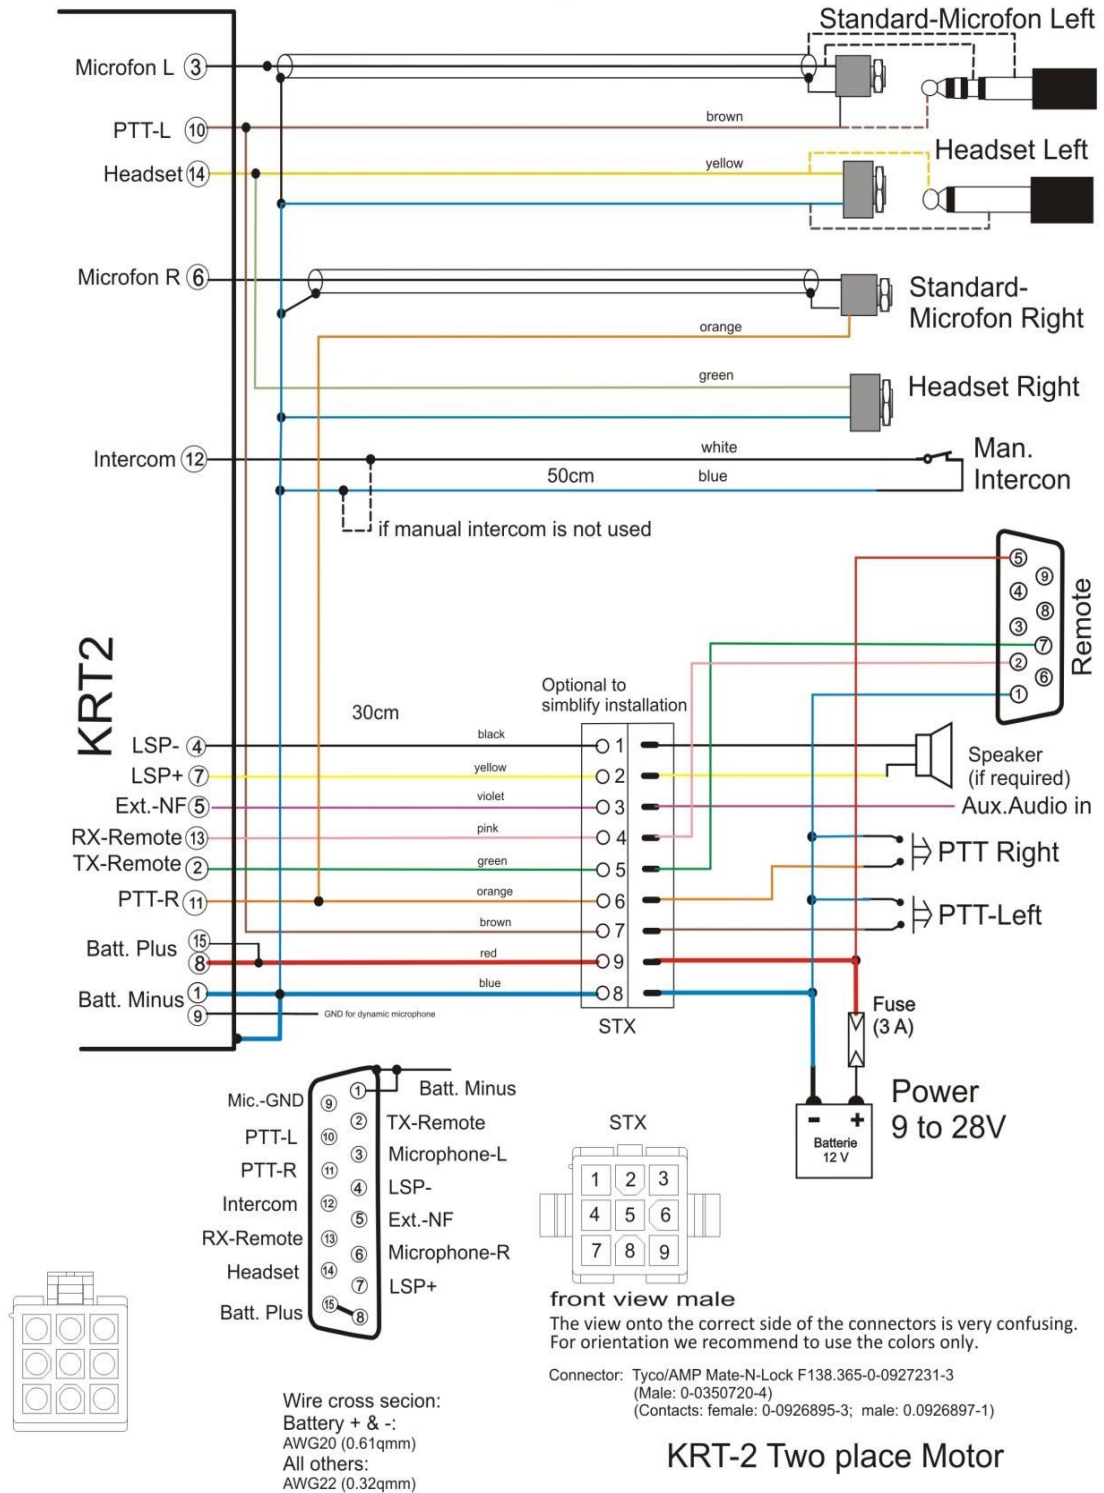 Standard-Microfon Left
Microfon L 3
brown
PTT-L 10
Headset Left
yellow
Headset 14
Microfon R 6
Standard-
Microfon Right
orange
green
Headset Right
white
Man.
Intercon
Intercom 12
50cm
blue
if manual intercom is not used
5
9
4
8
3
7
2
6
1
Remote
KRT2
Optional to
simblify installation
30cm
LSP- 4
black
1
Speaker
(if required)
LSP+ 7
yellow
2
Ext.-NF 5
violet
3
Aux.Audio in
RX-Remote 13
pink
4
PTT Right
TX-Remote 2
green
5
PTT-R 11
orange
6
PTT-Left
brown
7
Batt. Plus
15
8
red
9
Batt. Minus
1
9
blue
8
GND for dynamic microphone
STX
Fuse
(3 A)
Power
9 to 28V
- +
Batterie
12 V
Batt. Minus
1
Mic.-GND
9
2
TX-Remote
PTT-L
10
3
Microphone-L
PTT-R
11
4
LSP-
Intercom
12
5
Ext.-NF
RX-Remote
13
6
Microphone-R
Headset
14
7
LSP+
Batt. Plus
15
8
STX
1 2 3
4 5 6
7 8 9
front view male
The view onto the correct side of the connectors is very confusing.
For orientation we recommend to use the colors only.
Connector: Tyco/AMP Mate-N-Lock F138.365-0-0927231-3
(Male: 0-0350720-4)
(Contacts: female: 0-0926895-3; male: 0.0926897-1)
Wire cross secion:
Battery + & -:
AWG20 (0.61qmm)
All others:
AWG22 (0.32qmm)
KRT-2 Two place Motor